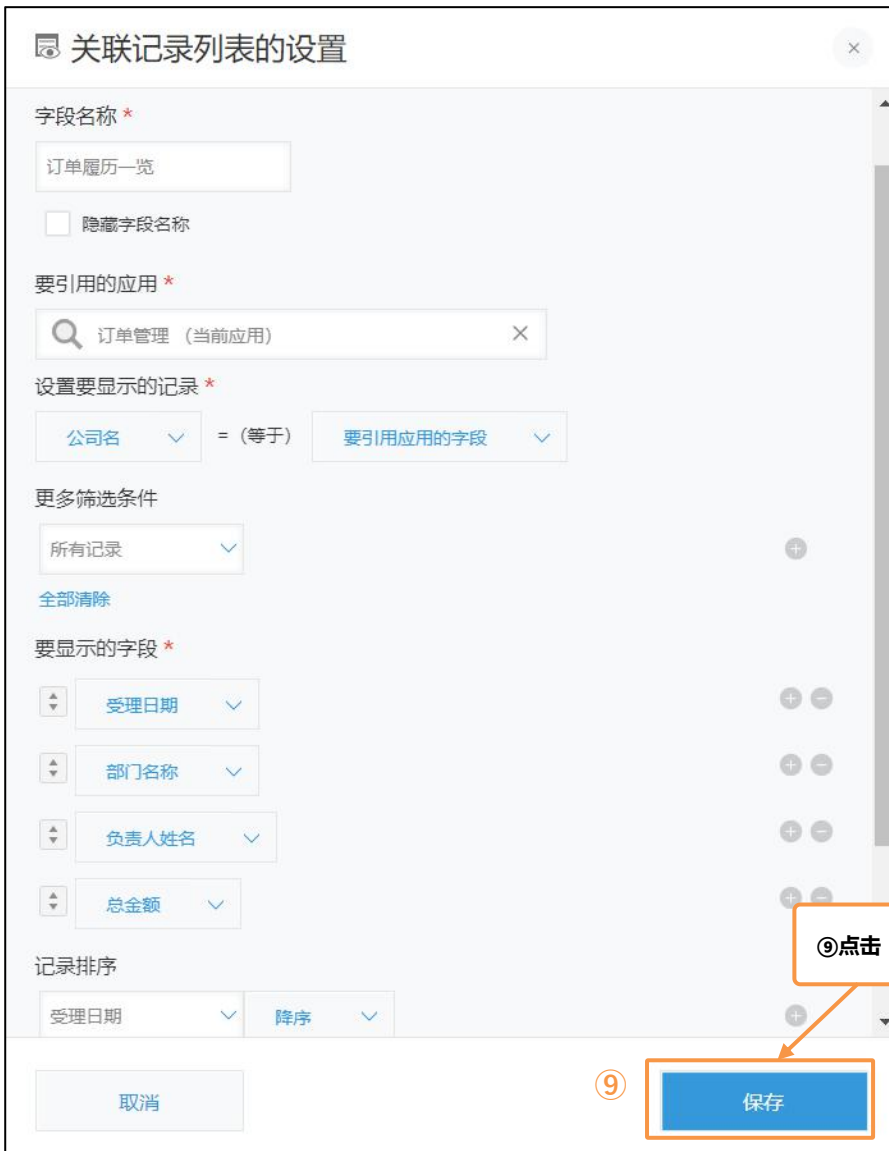 关联记录列表的设置
字段名称 *
订单履历一览
隐藏字段名称
要引用的应用 *
订单管理 （当前应用）
设置要显示的记录 *
公司名 =（等于） 要引用应用的字段
更多筛选条件
所有记录
全部清除
要显示的字段 *
受理日期
部门名称
负责人姓名
总金额
⑨点击
记录排序
受理日期 降序
取消 ⑨ 保存